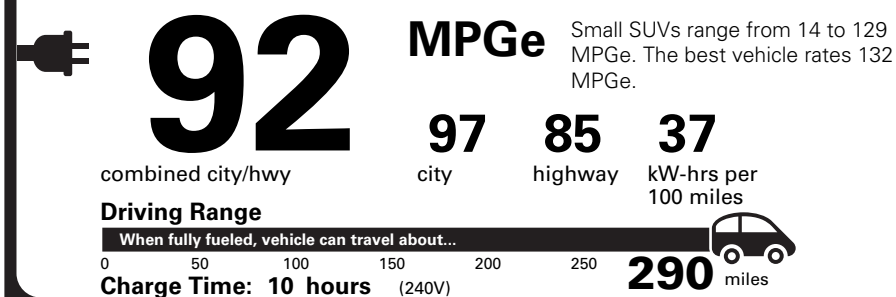 92
MPGe
Small SUVs range from 14 to 129
MPGe. The best vehicle rates 132
MPGe.
combined city/hwy
97
city
85
highway
37
kW-hrs per
100 miles
Driving Range
When fully fueled, vehicle can travel about...
0 50 100 150 200 250 290 miles
Charge Time: 10 hours (240V)